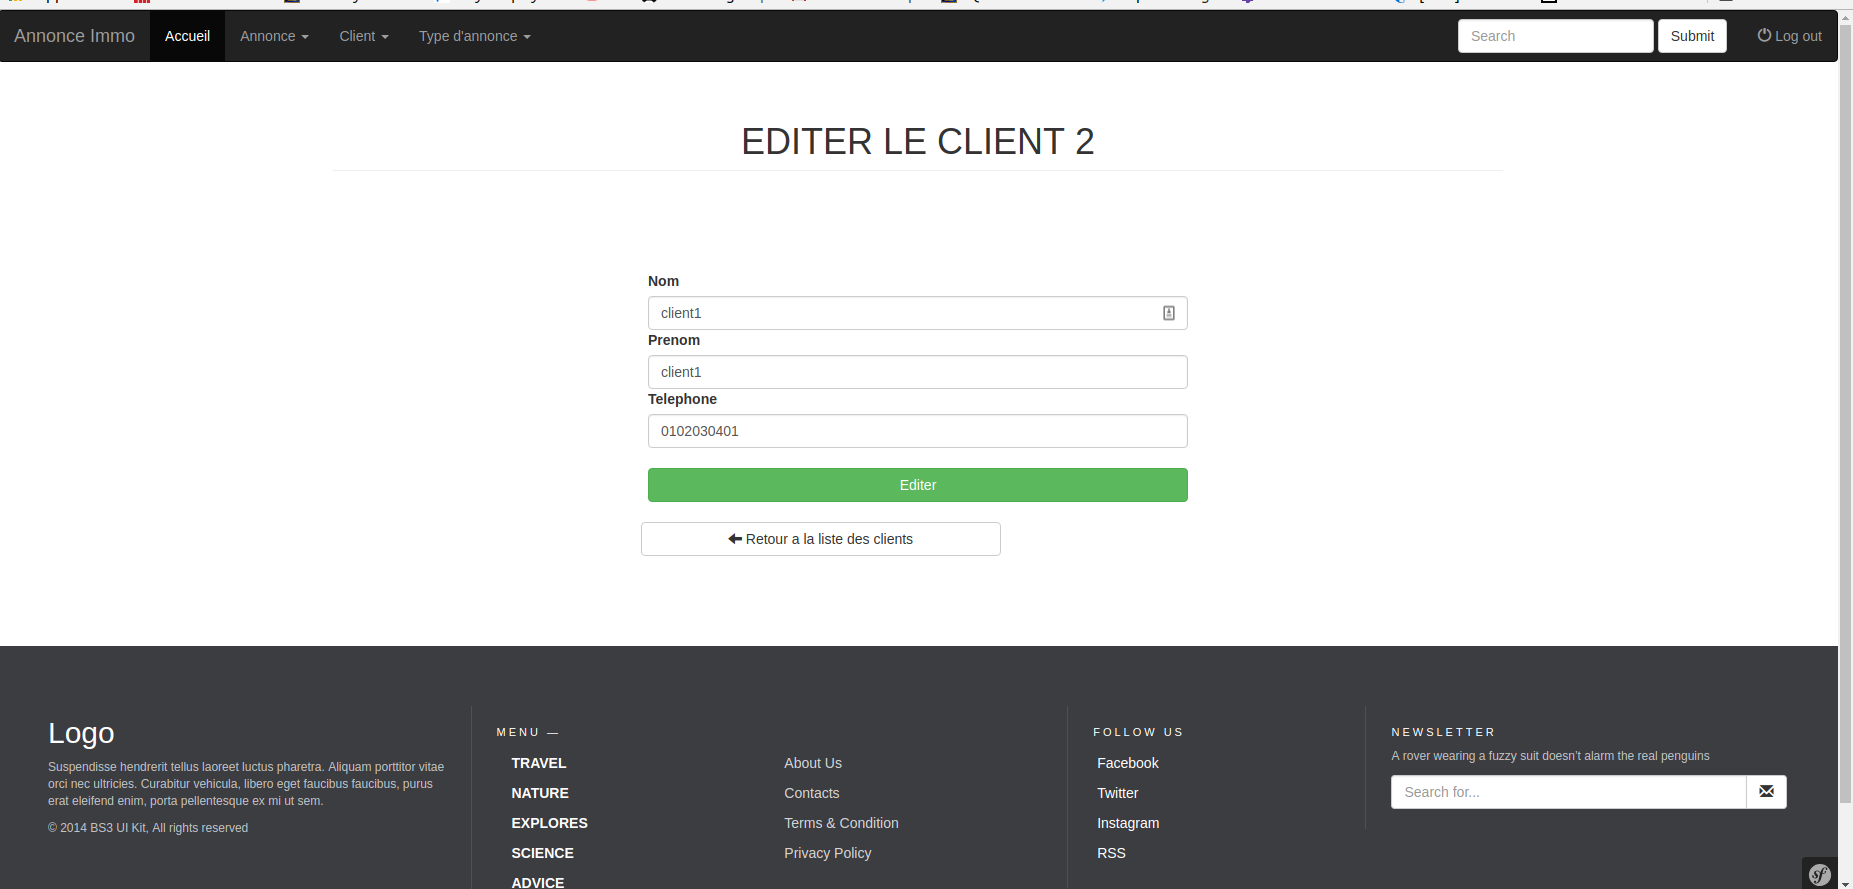 Annonce Immo Accueil Annonce Client Type d'annonce Search Submit Log out
EDITER LE CLIENT 2
Nom
client1
Prenom
client1
Telephone
0102030401
Editer
Retour a la liste des clients
Logo
Suspendisse hendrerit tellus laoreet luctus pharetra. Aliquam porttitor vitae
orci nec ultricies. Curabitur vehicula, libero eget faucibus faucibus, purus
erat eleifend enim, porta pellentesque ex mi ut sem.
© 2014 BS3 UI Kit, All rights reserved
MENU —
TRAVEL
NATURE
EXPLORES
SCIENCE
ADVICE
About Us
Contacts
Terms & Condition
Privacy Policy
FOLLOW US
Facebook
Twitter
Instagram
RSS
NEWSLETTER
A rover wearing a fuzzy suit doesn’t alarm the real penguins
Search for...
sf